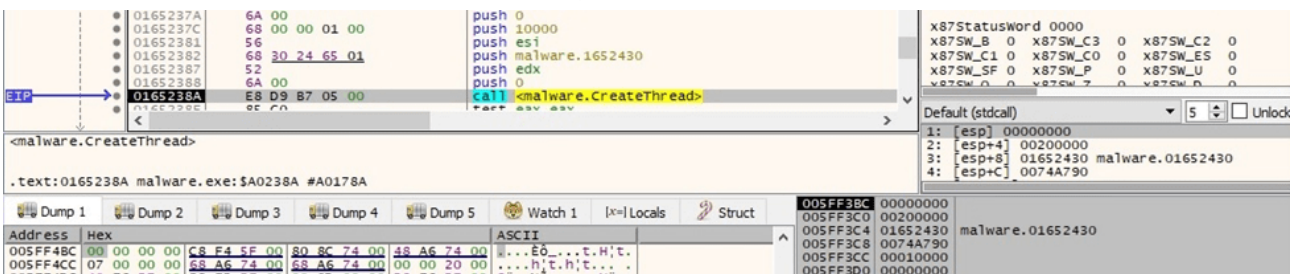 0165237A 6A 00 push 0
0165237C 68 00 00 01 00 push 10000
01652381 56 push esi
01652382 68 30 24 65 01 push malware.1652430
01652387 52 push edx
01652388 6A 00 push 0
EIP 0165238A E8 D9 B7 05 00 call <malware.CreateThread>
0165238F 85 C0 test eax,eax
x87StatusWord 0000
x87SW_B 0 x87SW_C3 0 x87SW_C2 0
x87SW_C1 0 x87SW_C0 0 x87SW_ES 0
x87SW_SF 0 x87SW_P 0 x87SW_U 0
x87SW_O 0 x87SW_Z x87SW_D
Default (stdcall) 5 Unlock
1: [esp] 00000000
2: [esp+4] 00200000
3: [esp+8] 01652430 malware.01652430
4: [esp+C] 0074A790
<malware.CreateThread>
.text:0165238A malware.exe:$A0238A #A0178A
Dump 1 Dump 2 Dump 3 Dump 4 Dump 5 Watch 1 [x=] Locals Struct
Address Hex ASCII
005FF4BC 00 00 00 00 C8 F4 5F 00 80 8C 74 00 48 A6 74 00 ....Èô_...t.H¦t.
005FF4CC 07 00 00 00 68 A6 74 00 68 A6 74 00 00 00 20 00 ....h¦t.h¦t... .
005FF3BC 00000000
005FF3C0 00200000
005FF3C4 01652430 malware.01652430
005FF3C8 0074A790
005FF3CC 00010000
005FF3D0 00000000